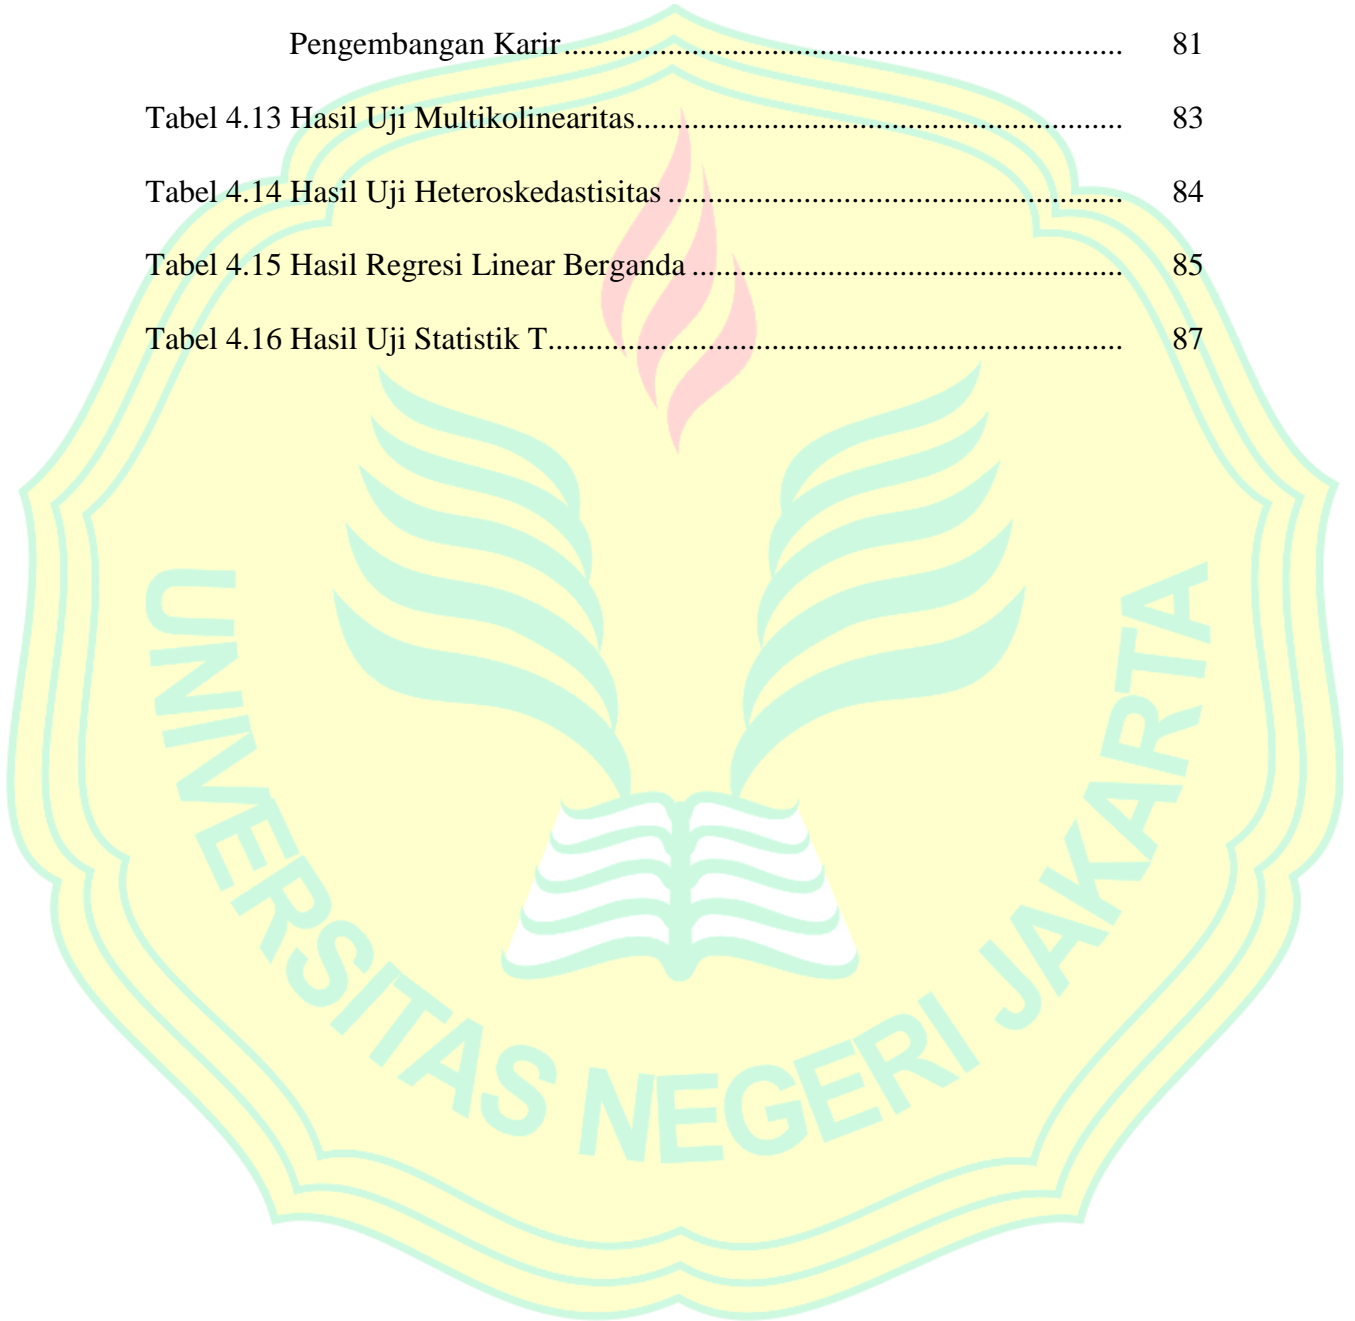 Pengembangan Karir...................................................................... 81
Tabel 4.13 Hasil Uji Multikolinearitas............................................................. 83
Tabel 4.14 Hasil Uji Heteroskedastisitas ......................................................... 84
Tabel 4.15 Hasil Regresi Linear Berganda ...................................................... 85
Tabel 4.16 Hasil Uji Statistik T........................................................................ 87
UNIVERSITAS NEGERI JAKARTA